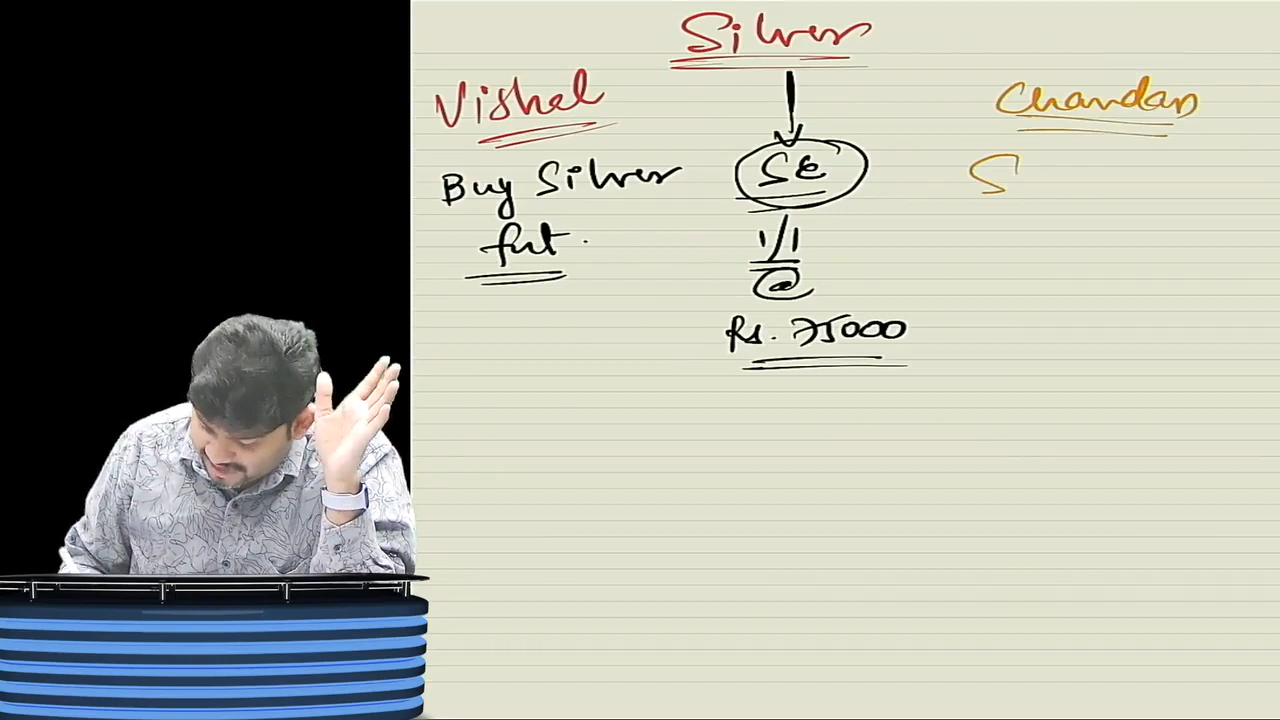 Silver
Vishal
Chandan
Buy Silver
SE
S
fut.
1/1
@
Rs. 75000